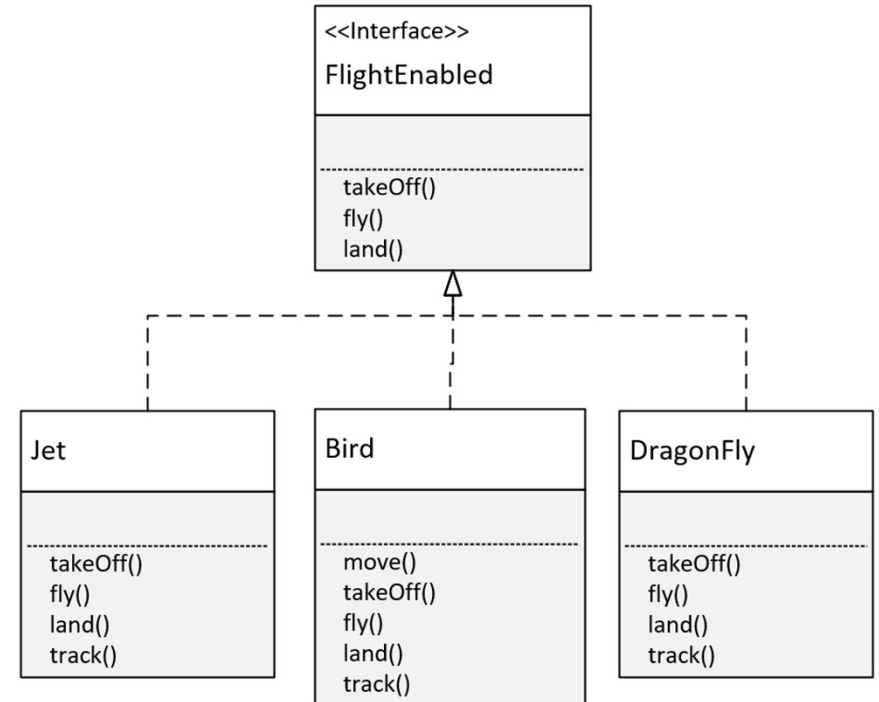 <<Interface>>
FlightEnabled
takeOff()
fly()
land()
Jet
takeOff()
fly()
land()
track()
Bird
move()
takeOff()
fly()
land()
track()
DragonFly
takeOff()
fly()
land()
track()